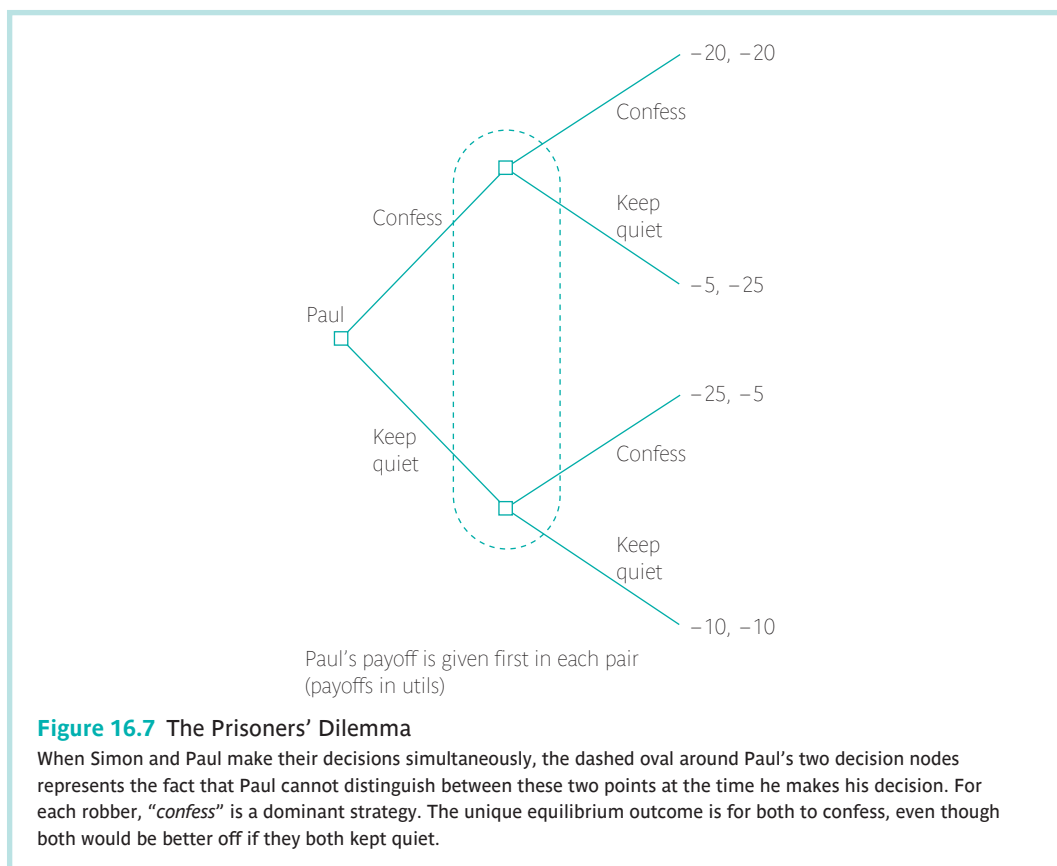 −20, −20
Confess
Keep
quiet
Confess
−5, −25
Paul
−25, −5
Keep
quiet
Confess
Keep
quiet
−10, −10
Paul's payoff is given first in each pair
(payoffs in utils)
Figure 16.7 The Prisoners' Dilemma
When Simon and Paul make their decisions simultaneously, the dashed oval around Paul's two decision nodes
represents the fact that Paul cannot distinguish between these two points at the time he makes his decision. For
each robber, "confess" is a dominant strategy. The unique equilibrium outcome is for both to confess, even though
both would be better off if they both kept quiet.